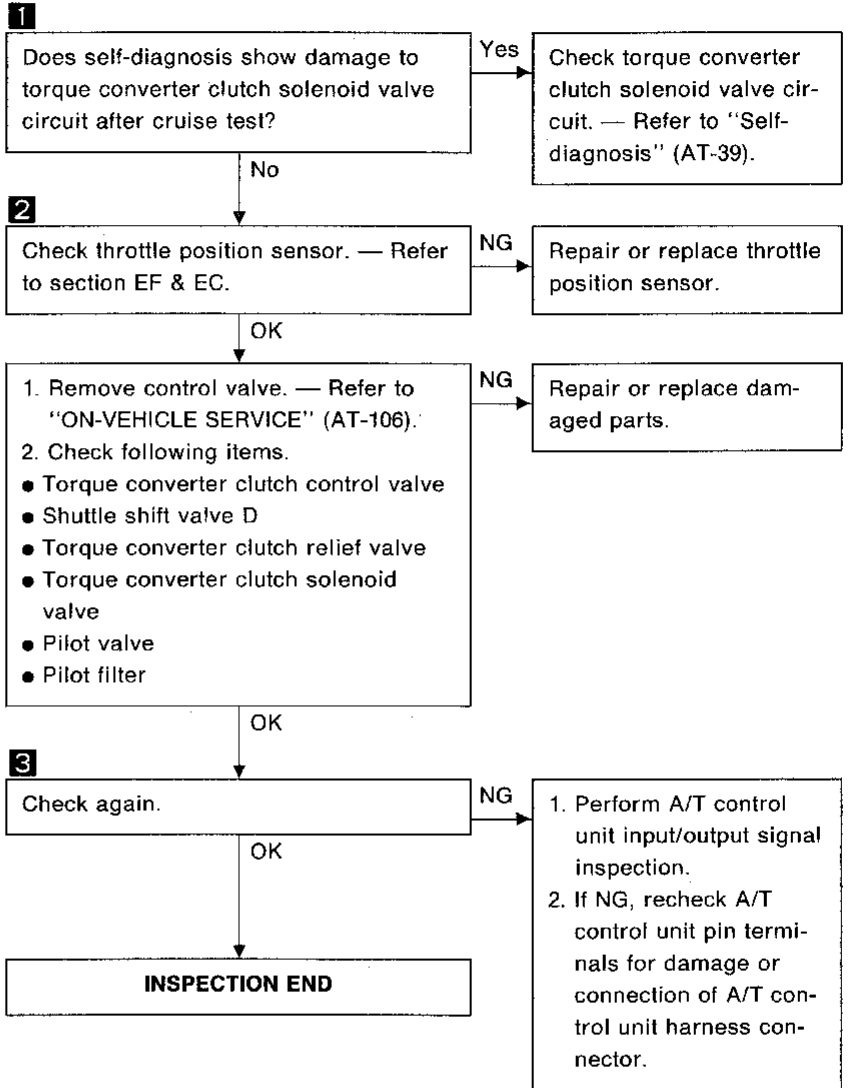 1
Does self-diagnosis show damage to
torque converter clutch solenoid valve
circuit after cruise test?
Yes
Check torque converter
clutch solenoid valve cir-
cuit. — Refer to "Self-
diagnosis" (AT-39).
No
2
Check throttle position sensor. — Refer
to section EF & EC.
NG
Repair or replace throttle
position sensor.
OK
1. Remove control valve. — Refer to
"ON-VEHICLE SERVICE" (AT-106).
2. Check following items.
● Torque converter clutch control valve
● Shuttle shift valve D
● Torque converter clutch relief valve
● Torque converter clutch solenoid
valve
● Pilot valve
● Pilot filter
NG
Repair or replace dam-
aged parts.
OK
3
Check again.
NG
1. Perform A/T control
unit input/output signal
inspection.
2. If NG, recheck A/T
control unit pin termi-
nals for damage or
connection of A/T con-
trol unit harness con-
nector.
OK
INSPECTION END